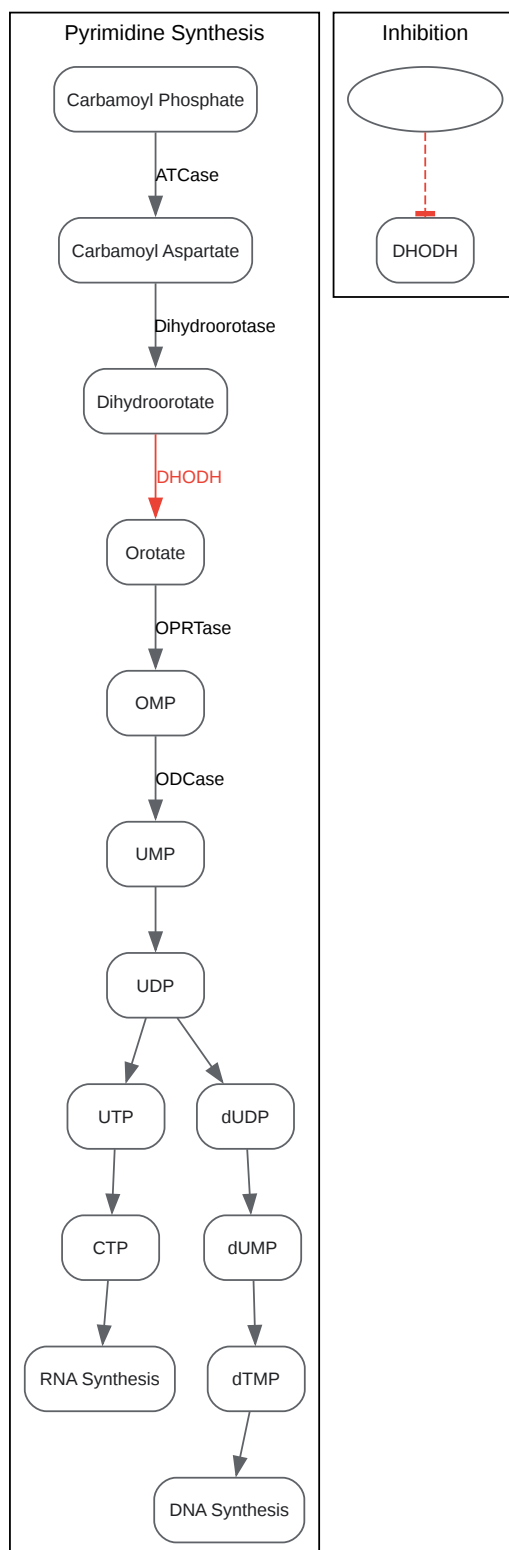 Pyrimidine Synthesis
Carbamoyl Phosphate
ATCase
Carbamoyl Aspartate
Dihydroorotase
Dihydroorotate
DHODH
Orotate
OPRTase
OMP
ODCase
UMP
UDP
UTP
dUDP
CTP
dUMP
RNA Synthesis
dTMP
DNA Synthesis
Inhibition
DHODH